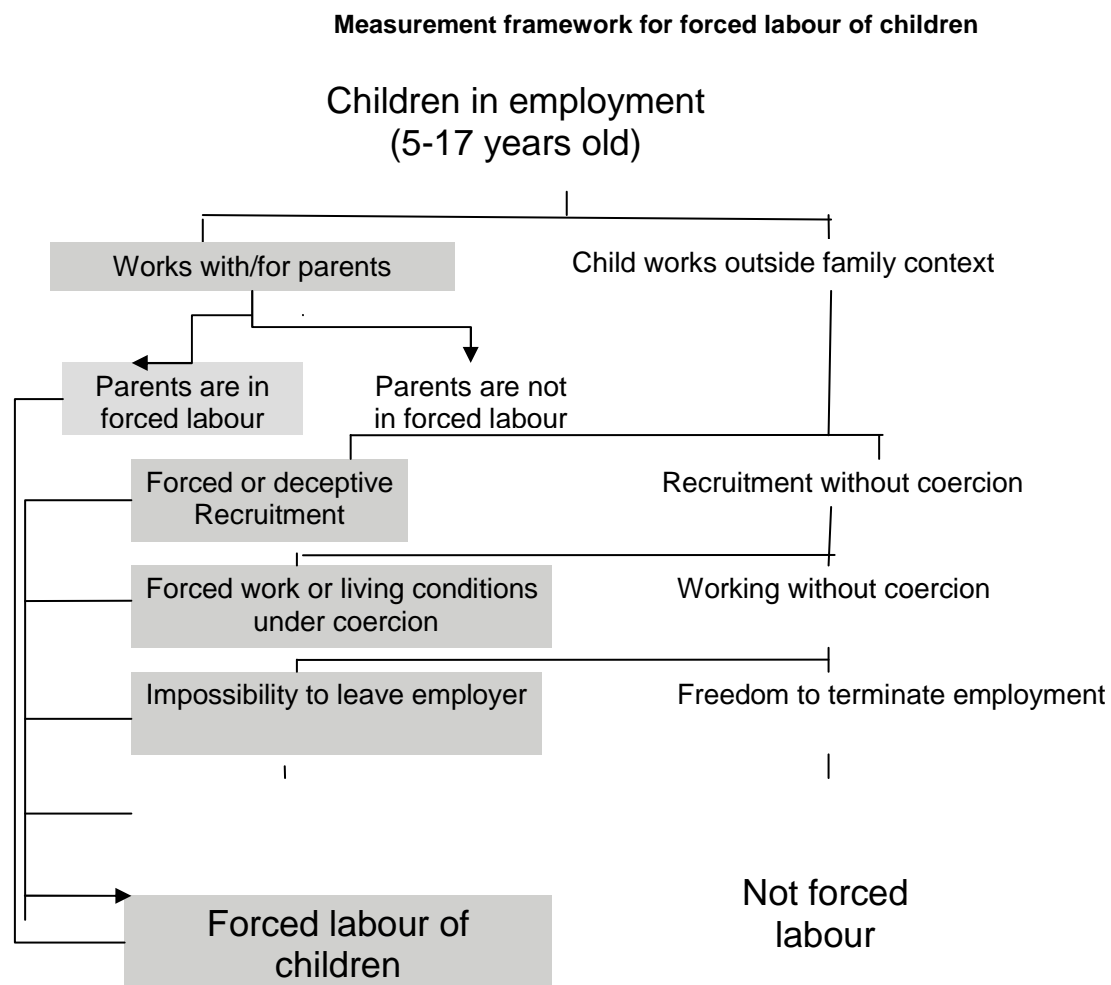 Measurement framework for forced labour of children
Children in employment
(5-17 years old)
Works with/for parents
Child works outside family context
Parents are in
forced labour
Parents are not
in forced labour
Forced or deceptive
Recruitment
Recruitment without coercion
Forced work or living conditions
under coercion
Working without coercion
Impossibility to leave employer
Freedom to terminate employment
Forced labour of
children
Not forced
labour